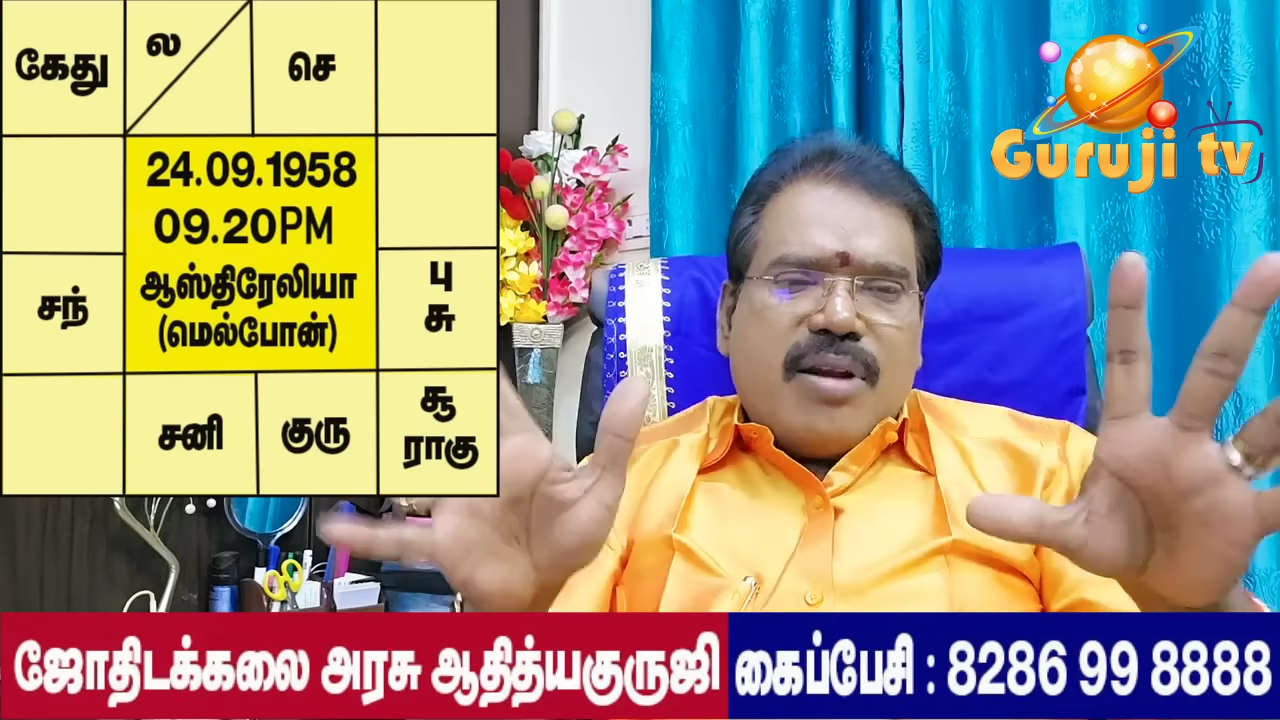 கேது
ல
செ
24.09.1958
09.20PM
ஆஸ்திரேலியா
(மெல்போன்)
சந்
பு
சு
சனி
குரு
சூ
ராகு
Guruji tv
ஜோதிடக்கலை அரசு ஆதித்யகுருஜி
கைப்பேசி : 8286 99 8888